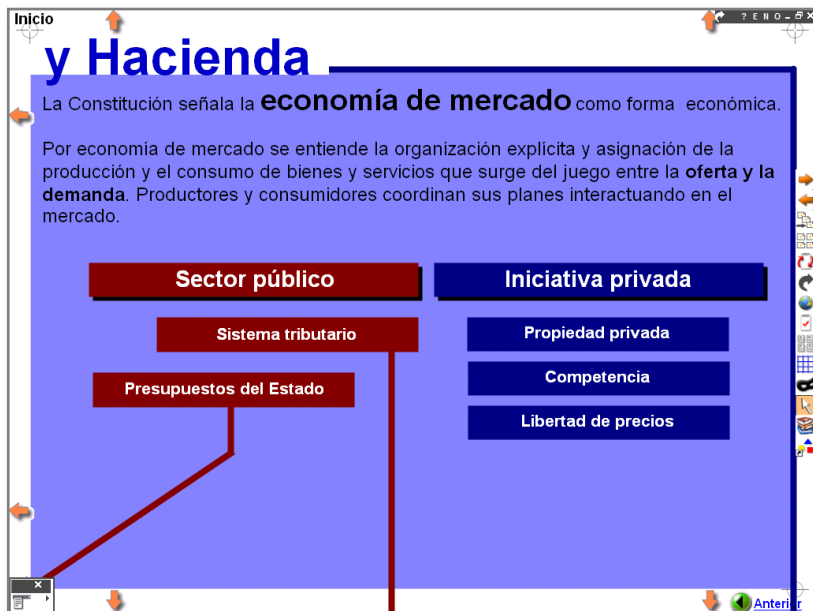 Inicio
? E N O
y Hacienda
La Constitución señala la economía de mercado como forma económica.
Por economía de mercado se entiende la organización explícita y asignación de la
producción y el consumo de bienes y servicios que surge del juego entre la oferta y la
demanda. Productores y consumidores coordinan sus planes interactuando en el
mercado.
Sector público
Iniciativa privada
Sistema tributario
Propiedad privada
Presupuestos del Estado
Competencia
Libertad de precios
Anterior